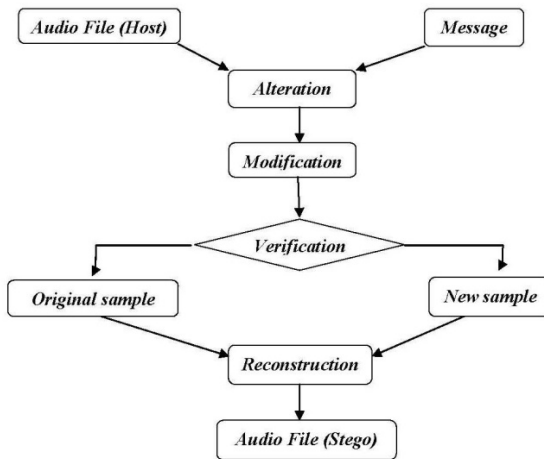 Audio File (Host)
Message
Alteration
Modification
Verification
Original sample
New sample
Reconstruction
Audio File (Stego)